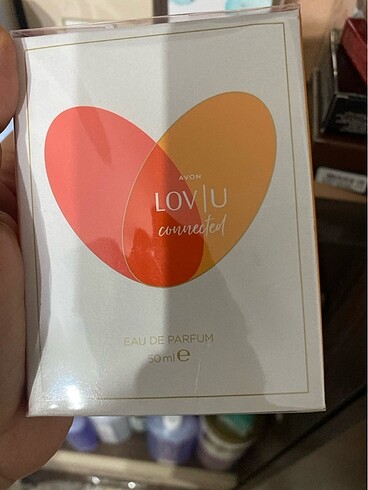 AVON
LOV|U
connected
EAU DE PARFUM
50 ml e